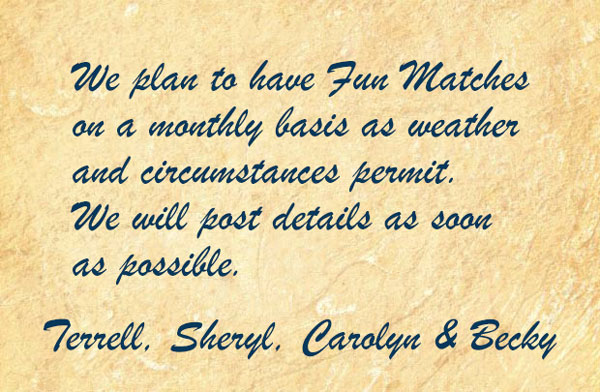 We plan to have Fun Matches
on a monthly basis as weather
and circumstances permit.
We will post details as soon
as possible.
Terrell, Sheryl, Carolyn & Becky